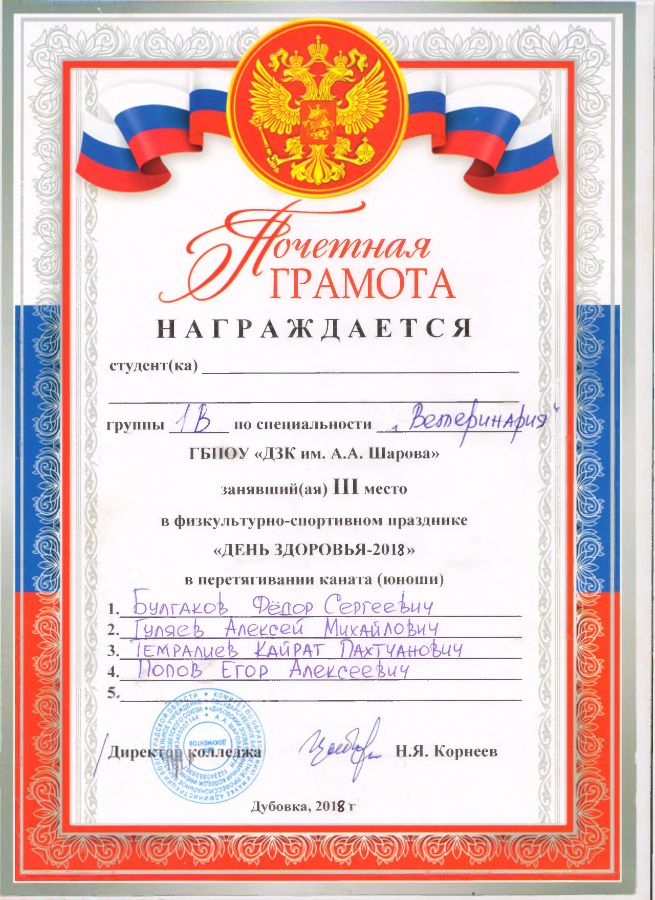 Почетная
ГРАМОТА
НАГРАЖДАЕТСЯ
студент(ка)
группы 1В по специальности „Ветеринария"
ГБПОУ «ДЗК им. А.А. Шарова»
занявший(ая) III место
в физкультурно-спортивном празднике
«ДЕНЬ ЗДОРОВЬЯ-2018»
в перетягивании каната (юноши)
1. Булгаков Фёдор Сергеевич
2. Гуляев Алексей Михайлович
3. Темралиев Кайрат Пахтчанович
4. Попов Егор Алексеевич
5.
Директор колледжа Н.Я. Корнеев
Дубовка, 2018 г